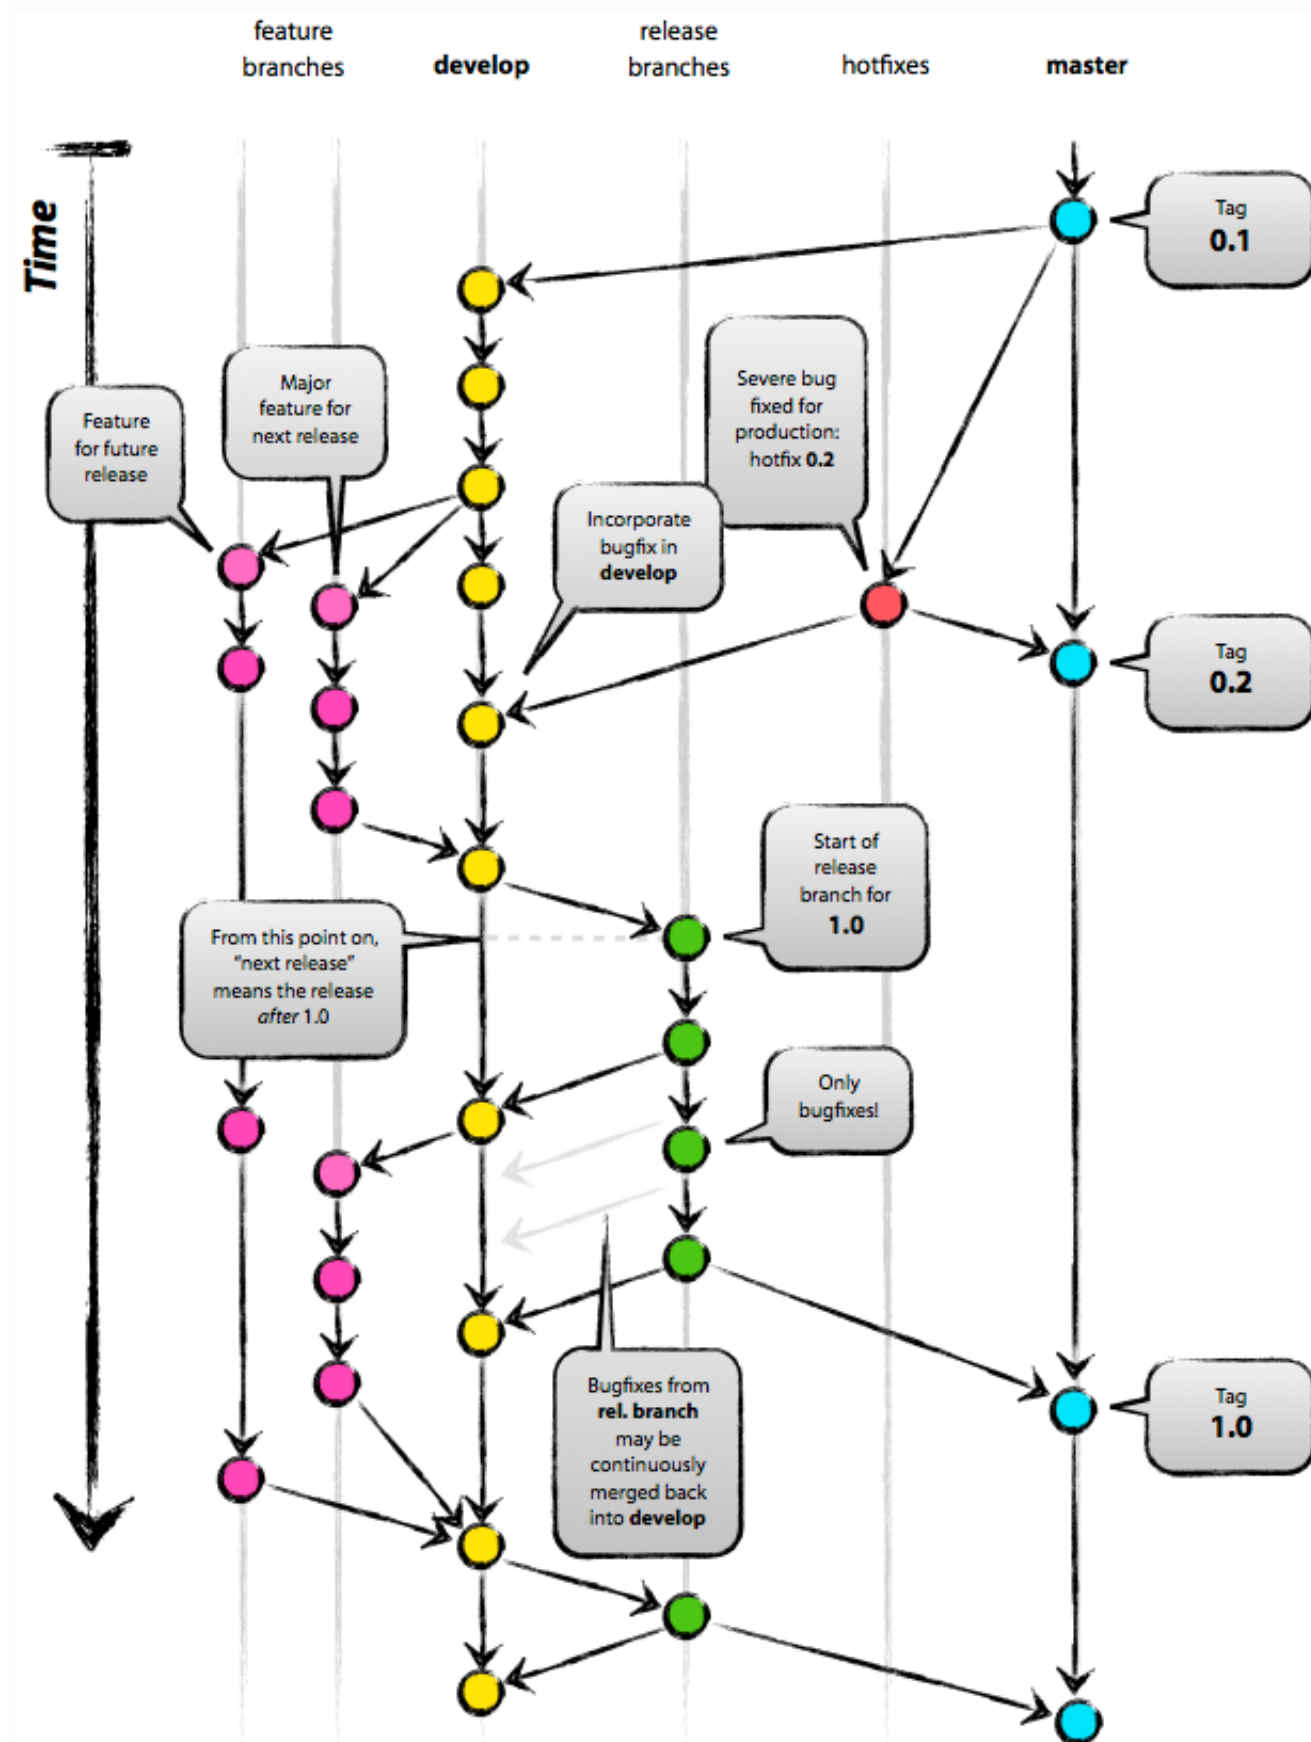 feature
branches
develop
release
branches
hotfixes
master
Time
Tag
0.1
Major
feature for
next release
Severe bug
fixed for
production:
hotfix 0.2
Feature
for future
release
Incorporate
bugfix in
develop
Tag
0.2
Start of
release
branch for
1.0
From this point on,
“next release”
means the release
after 1.0
Only
bugfixes!
Bugfixes from
rel. branch
may be
continuously
merged back
into develop
Tag
1.0